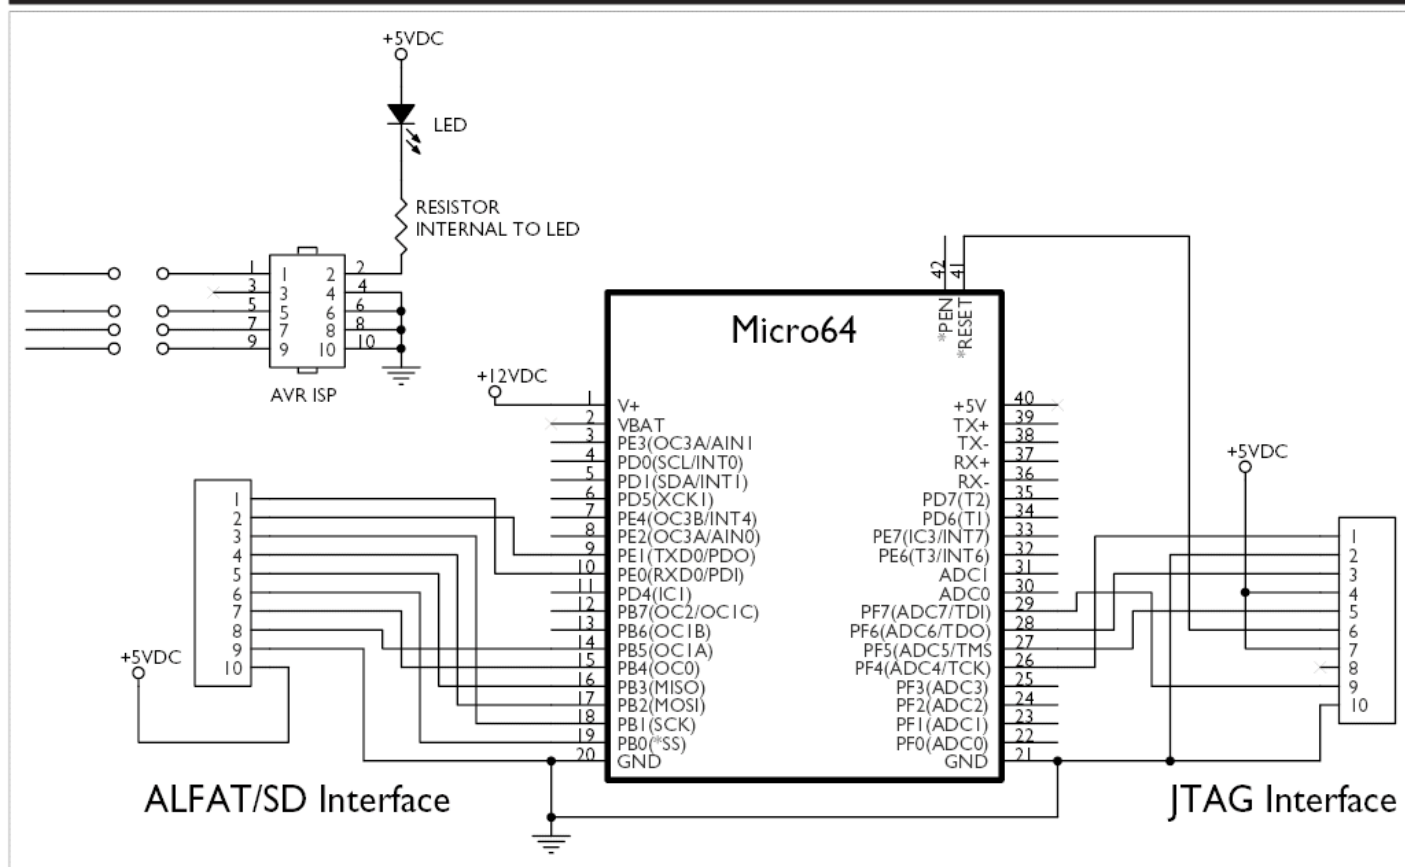 +5VDC
LED
RESISTOR
INTERNAL TO LED
1 1 2 2
3 3 4 4
5 5 6 6
7 7 8 8
9 9 10 10
AVR ISP
42 41
*PEN
*RESET
Micro64
+12VDC
1 V+ +5V 40
2 VBAT TX+ 39
3 PE3(OC3A/AIN1 TX- 38
4 PD0(SCL/INT0) RX+ 37
5 PD1(SDA/INT1) RX- 36
6 PD5(XCK1) PD7(T2) 35
7 PE4(OC3B/INT4) PD6(T1) 34
8 PE2(OC3A/AIN0) PE7(IC3/INT7) 33
9 PE1(TXD0/PDO) PE6(T3/INT6) 32
10 PE0(RXD0/PDI) ADC1 31
11 PD4(IC1) ADC0 30
12 PB7(OC2/OC1C) PF7(ADC7/TDI) 29
13 PB6(OC1B) PF6(ADC6/TDO) 28
14 PB5(OC1A) PF5(ADC5/TMS 27
15 PB4(OC0) PF4(ADC4/TCK) 26
16 PB3(MISO) PF3(ADC3) 25
17 PB2(MOSI) PF2(ADC2) 24
18 PB1(SCK) PF1(ADC1) 23
19 PB0(*SS) PF0(ADC0) 22
20 GND GND 21
1
2
3
4
5
6
7
8
9
10
+5VDC
ALFAT/SD Interface
+5VDC
1
2
3
4
5
6
7
8
9
10
JTAG Interface